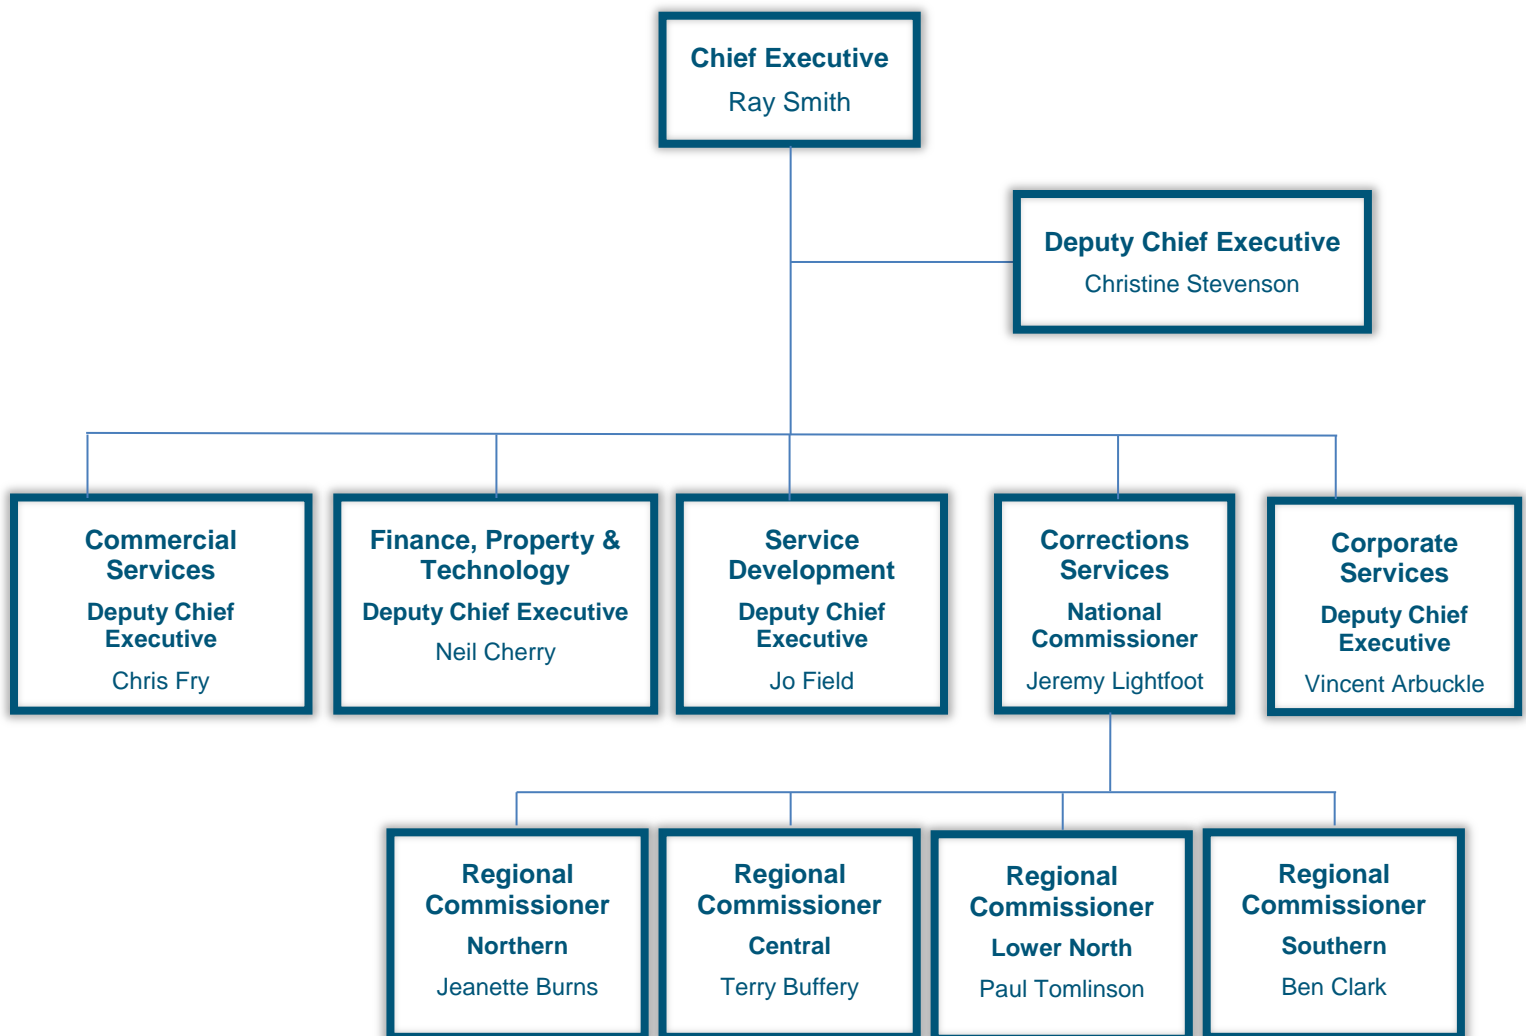 Chief Executive
Ray Smith
Deputy Chief Executive
Christine Stevenson
Commercial
Services
Deputy Chief
Executive
Chris Fry
Finance, Property &
Technology
Deputy Chief Executive
Neil Cherry
Service
Development
Deputy Chief
Executive
Jo Field
Corrections
Services
National
Commissioner
Jeremy Lightfoot
Corporate
Services
Deputy Chief
Executive
Vincent Arbuckle
Regional
Commissioner
Northern
Jeanette Burns
Regional
Commissioner
Central
Terry Buffery
Regional
Commissioner
Lower North
Paul Tomlinson
Regional
Commissioner
Southern
Ben Clark